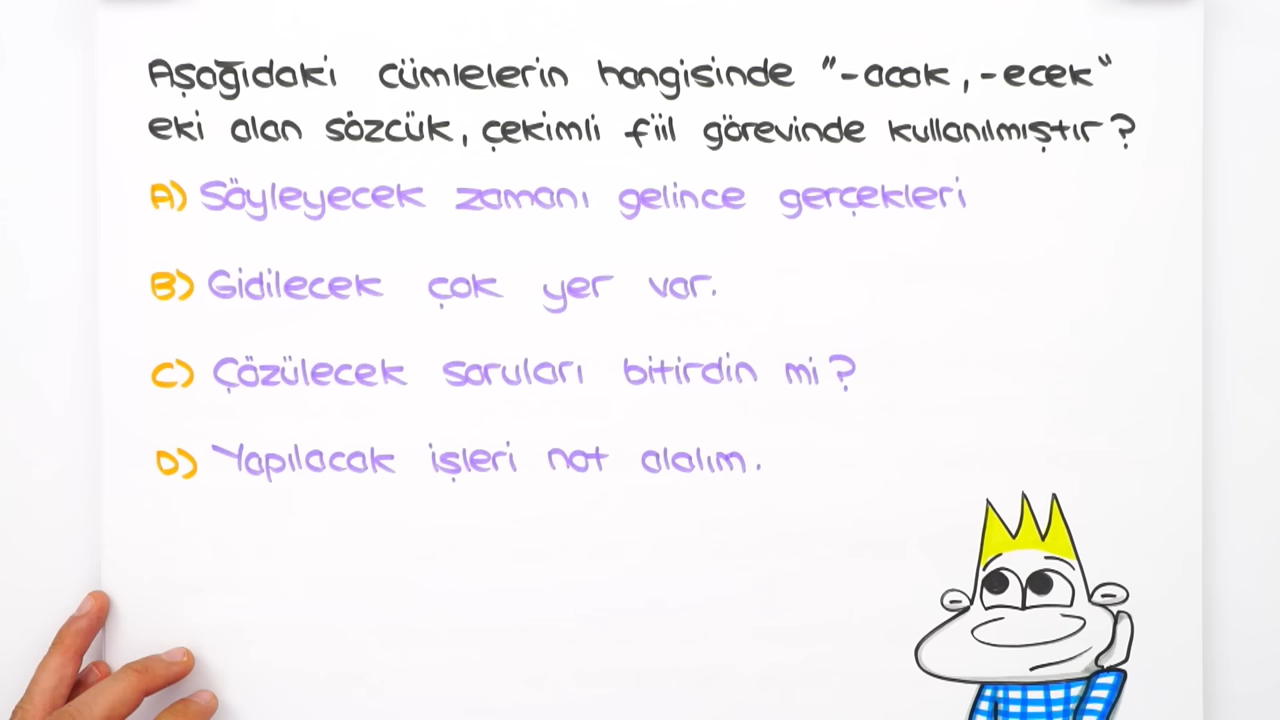 Aşağıdaki cümlelerin hangisinde "-acak, -ecek"
eki alan sözcük, çekimli fiil görevinde kullanılmıştır?
A) Söyleyecek zamanı gelince gerçekleri
B) Gidilecek çok yer var.
C) Çözülecek soruları bitirdin mi?
D) Yapılacak işleri not alalım.